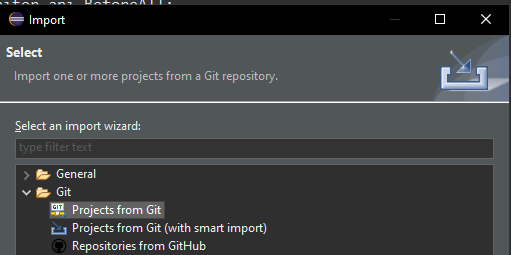 Import
Select
Import one or more projects from a Git repository.
Select an import wizard:
type filter text
General
Git
GIT
Projects from Git
Projects from Git (with smart import)
Repositories from GitHub